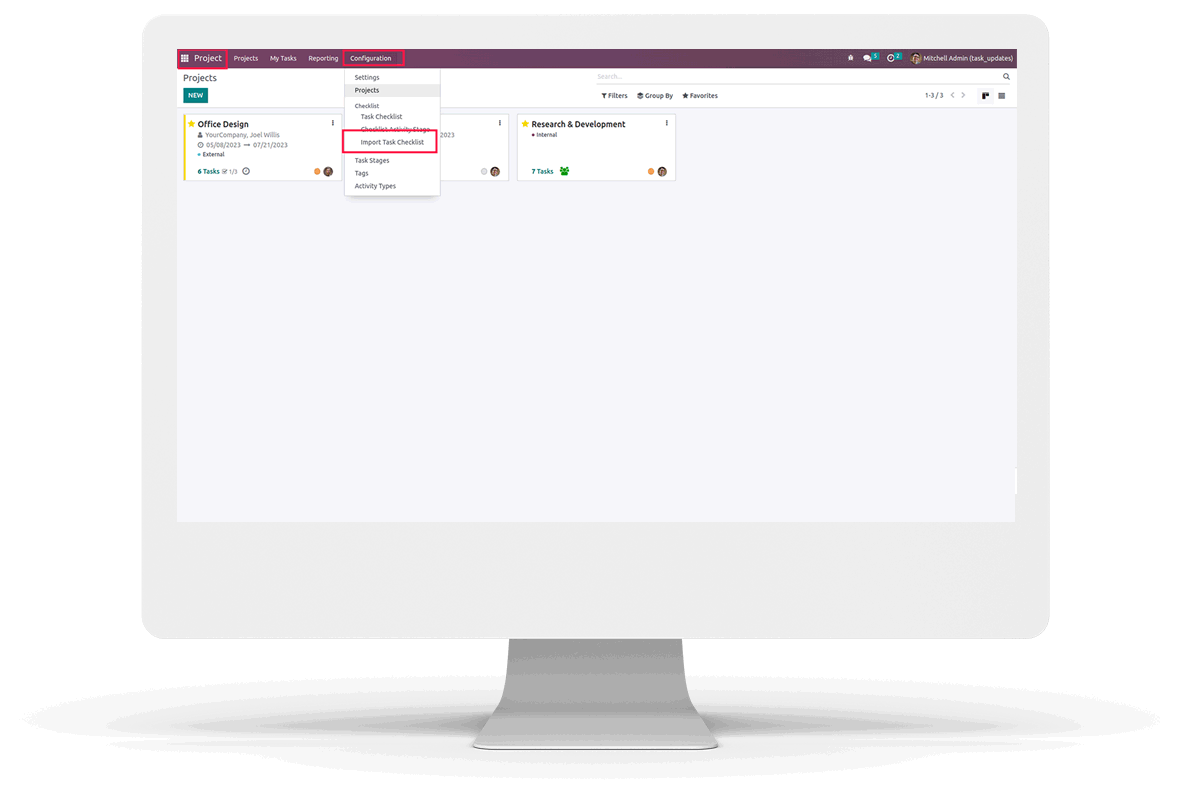 Project Projects My Tasks Reporting Configuration 5 2 Mitchell Admin (task_updates)
Projects
Search...
NEW
Filters Group By Favorites 1-3 / 3
Settings
Projects
Checklist
Task Checklist
Checklist Activity Stage
Import Task Checklist
Task Stages
Tags
Activity Types
Office Design
YourCompany, Joel Willis
05/08/2023 07/21/2023
External
6 Tasks 1/3
2023
Research & Development
Internal
7 Tasks